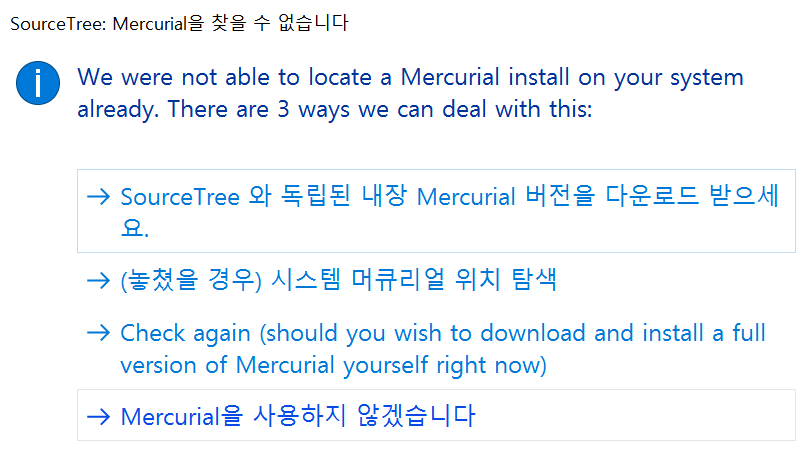 SourceTree: Mercurial을 찾을 수 없습니다
We were not able to locate a Mercurial install on your system
already. There are 3 ways we can deal with this:
→ SourceTree 와 독립된 내장 Mercurial 버전을 다운로드 받으세
요.
→ (놓쳤을 경우) 시스템 머큐리얼 위치 탐색
→ Check again (should you wish to download and install a full
version of Mercurial yourself right now)
→ Mercurial을 사용하지 않겠습니다